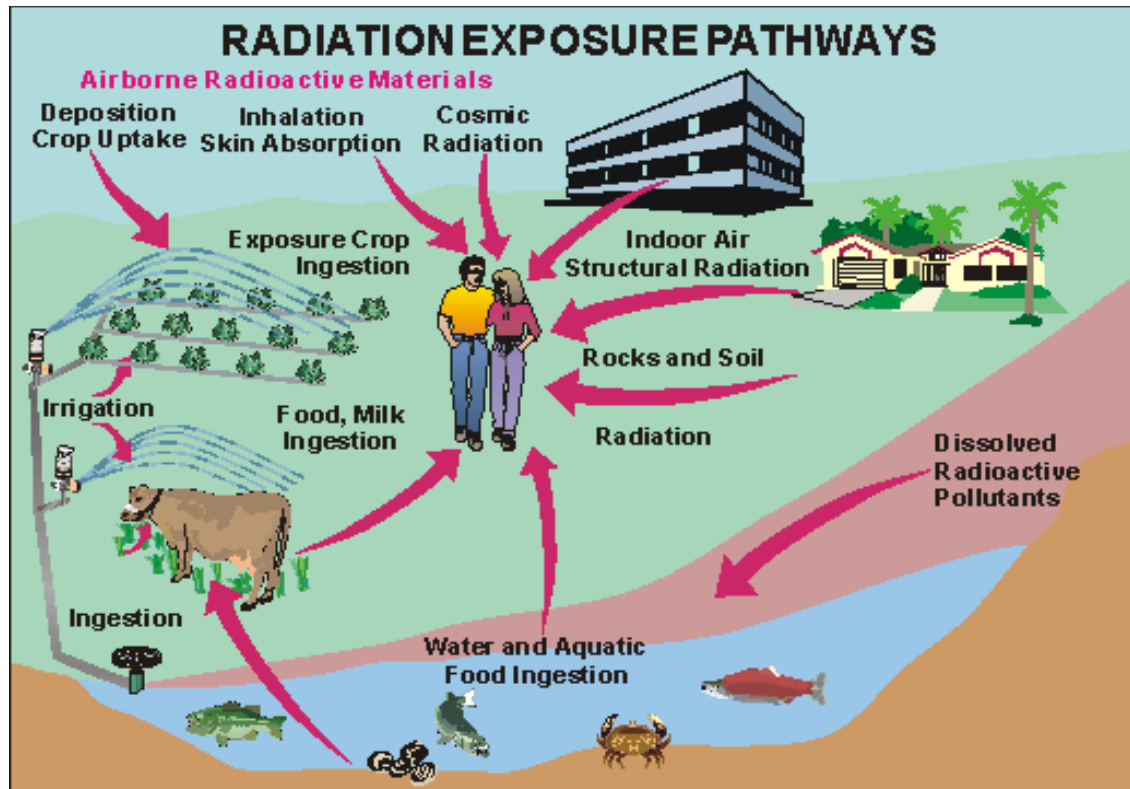 RADIATION EXPOSURE PATHWAYS
Airborne Radioactive Materials
Deposition
Crop Uptake
Inhalation
Skin Absorption
Cosmic
Radiation
Exposure Crop
Ingestion
Indoor Air
Structural Radiation
Rocks and Soil
Radiation
Irrigation
Food, Milk
Ingestion
Dissolved
Radioactive
Pollutants
Ingestion
Water and Aquatic
Food Ingestion